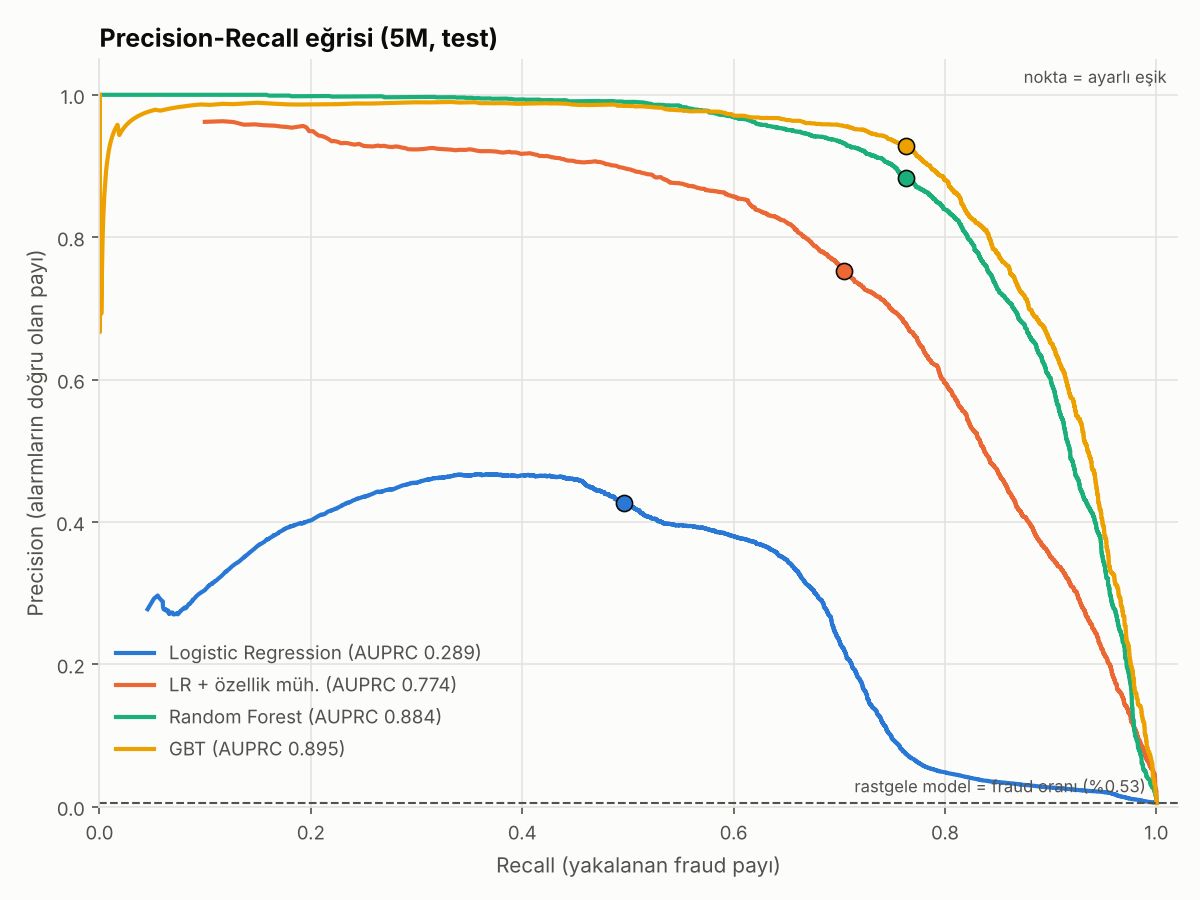 Precision-Recall eğrisi (5M, test)
nokta = ayarlı eşik
1.0
0.8
0.6
0.4
0.2
0.0
Precision (alarmların doğru olan payı)
Logistic Regression (AUPRC 0.289)
LR + özellik müh. (AUPRC 0.774)
Random Forest (AUPRC 0.884)
GBT (AUPRC 0.895)
rastgele model = fraud oranı (%0.53)
0.0 0.2 0.4 0.6 0.8 1.0
Recall (yakalanan fraud payı)